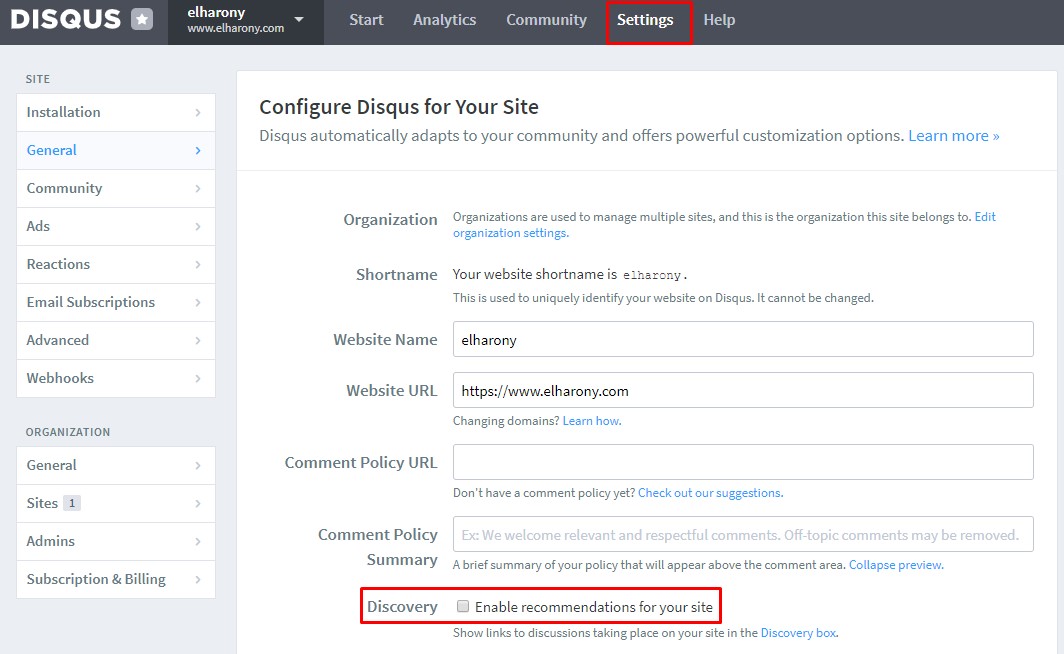 DISQUS
elharony
www.elharony.com
Start
Analytics
Community
Settings
Help
SITE
Installation
General
Community
Ads
Reactions
Email Subscriptions
Advanced
Webhooks
ORGANIZATION
General
Sites 1
Admins
Subscription & Billing
Configure Disqus for Your Site
Disqus automatically adapts to your community and offers powerful customization options. Learn more »
Organization
Organizations are used to manage multiple sites, and this is the organization this site belongs to. Edit
organization settings.
Shortname
Your website shortname is elharony.
This is used to uniquely identify your website on Disqus. It cannot be changed.
Website Name
elharony
Website URL
https://www.elharony.com
Changing domains? Learn how.
Comment Policy URL
Don't have a comment policy yet? Check out our suggestions.
Comment Policy
Summary
Ex: We welcome relevant and respectful comments. Off-topic comments may be removed.
A brief summary of your policy that will appear above the comment area. Collapse preview.
Discovery
Enable recommendations for your site
Show links to discussions taking place on your site in the Discovery box.